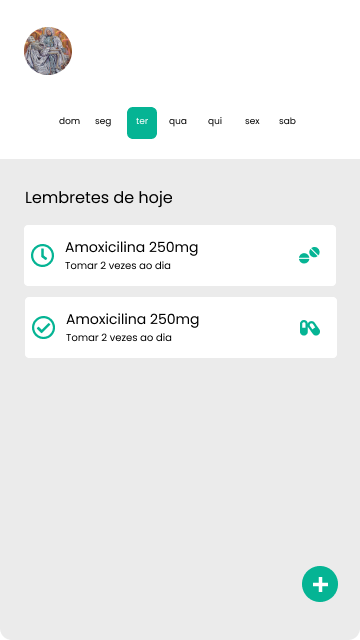 dom seg ter qua qui sex sab
Lembretes de hoje
Amoxicilina 250mg
Tomar 2 vezes ao dia
Amoxicilina 250mg
Tomar 2 vezes ao dia